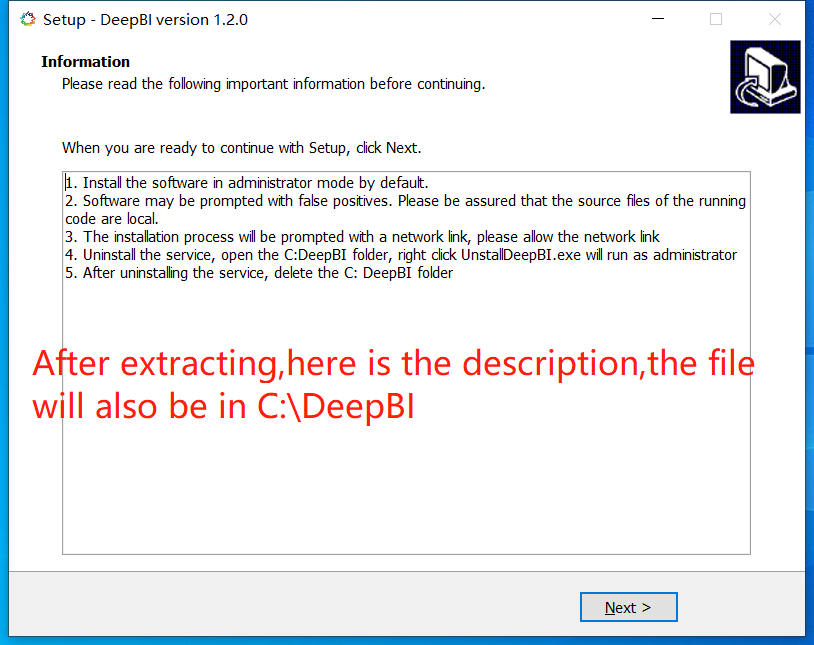 Setup - DeepBI version 1.2.0
Information
Please read the following important information before continuing.
When you are ready to continue with Setup, click Next.
1. Install the software in administrator mode by default.
2. Software may be prompted with false positives. Please be assured that the source files of the running
code are local.
3. The installation process will be prompted with a network link, please allow the network link
4. Uninstall the service, open the C:DeepBI folder, right click UnstallDeepBI.exe will run as administrator
5. After uninstalling the service, delete the C: DeepBI folder
After extracting,here is the description,the file
will also be in C:\DeepBI
Next >